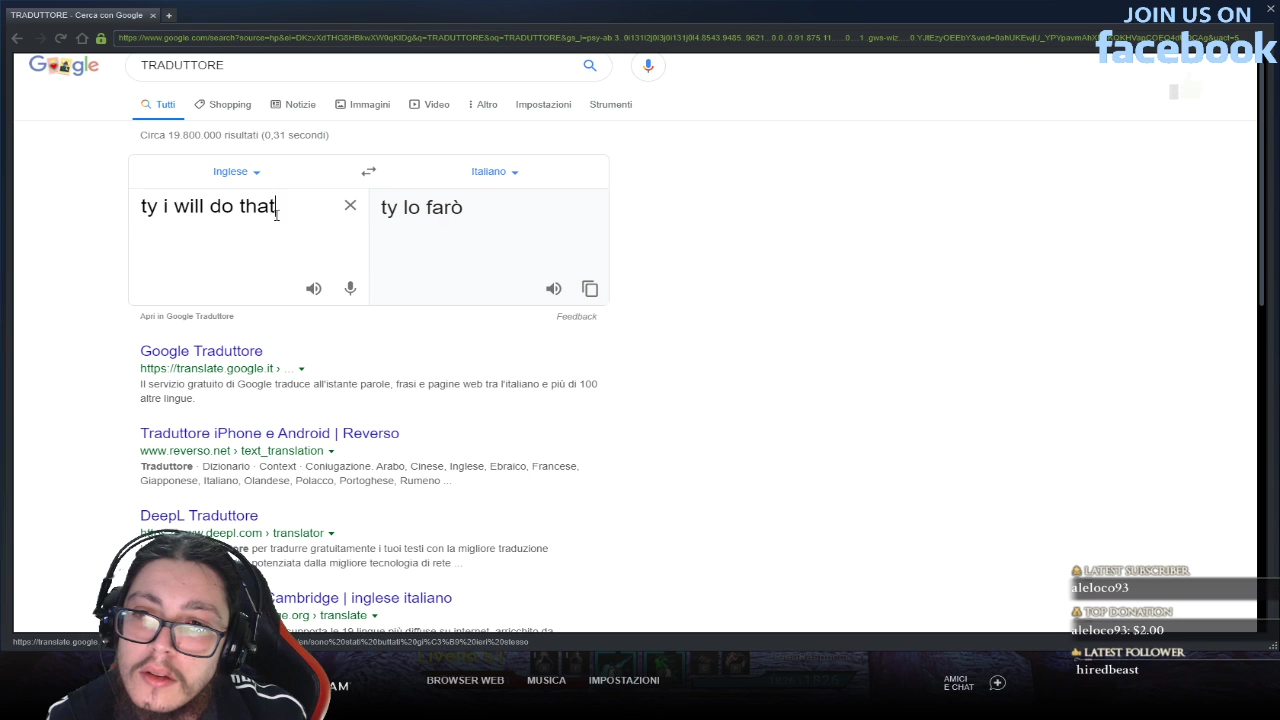 TRADUTTORE - Cerca con Google
JOIN US ON
facebook
Google
TRADUTTORE
Tutti
Shopping
Notizie
Immagini
Video
Altro
Impostazioni
Strumenti
Circa 19.800.000 risultati (0,31 secondi)
Inglese
Italiano
ty i will do that
ty lo farò
Apri in Google Traduttore
Feedback
Google Traduttore
https://translate.google.it › ...
Il servizio gratuito di Google traduce all'istante parole, frasi e pagine web tra l'italiano e più di 100
altre lingue.
Traduttore iPhone e Android | Reverso
www.reverso.net › text_translation
Traduttore · Dizionario · Context · Coniugazione. Arabo, Cinese, Inglese, Ebraico, Francese,
Giapponese, Italiano, Olandese, Polacco, Portoghese, Rumeno ...
DeepL Traduttore
.deepl.com › translator
per tradurre gratuitamente i tuoi testi con la migliore traduzione
dalla migliore tecnologia di rete ...
Cambridge | inglese italiano
.org › translate
LATEST SUBSCRIBER
aleloco93
TOP DONATION
aleloco93: $2.00
LATEST FOLLOWER
hiredbeast
BROWSER WEB
MUSICA
IMPOSTAZIONI
AMICI
E CHAT